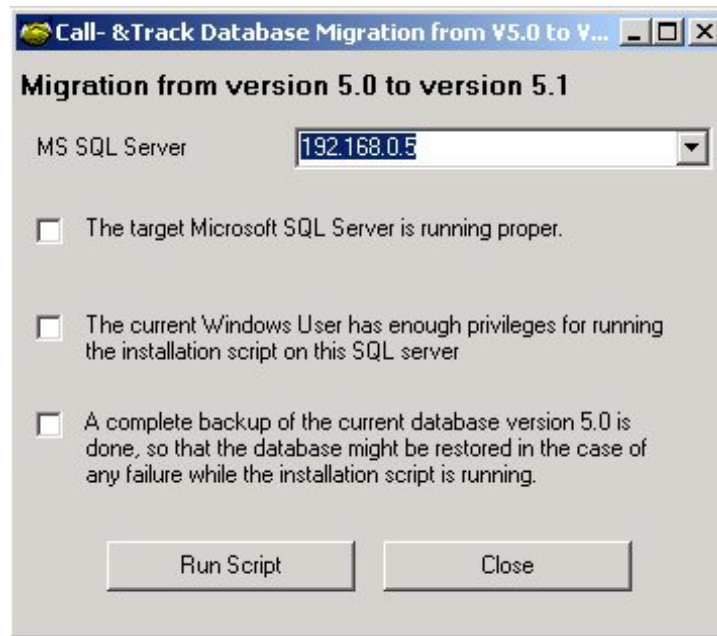 Call- &Track Database Migration from V5.0 to V...
Migration from version 5.0 to version 5.1
MS SQL Server 192.168.0.5
The target Microsoft SQL Server is running proper.
The current Windows User has enough privileges for running
the installation script on this SQL server
A complete backup of the current database version 5.0 is
done, so that the database might be restored in the case of
any failure while the installation script is running.
Run Script Close